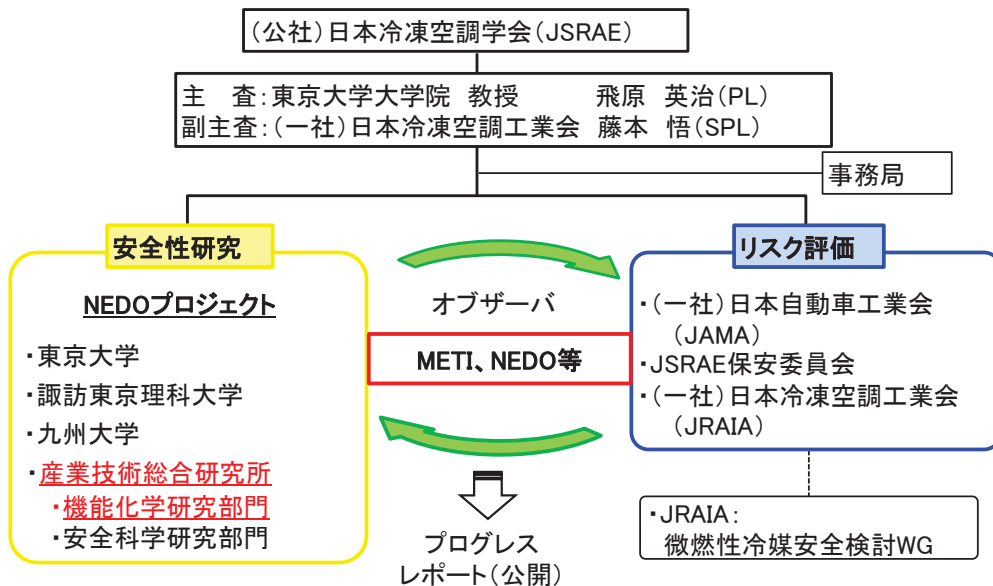 (公社)日本冷凍空調学会(JSRAE)
主　査:東京大学大学院 教授　飛原 英治(PL)
副主査:(一社)日本冷凍空調工業会 藤本 悟(SPL)
事務局
安全性研究
NEDOプロジェクト
・東京大学
・諏訪東京理科大学
・九州大学
・産業技術総合研究所
・機能化学研究部門
・安全科学研究部門
オブザーバ
METI、NEDO等
プログレス
レポート(公開)
リスク評価
・(一社)日本自動車工業会
(JAMA)
・JSRAE保安委員会
・(一社)日本冷凍空調工業会
(JRAIA)
・JRAIA:
微燃性冷媒安全検討WG